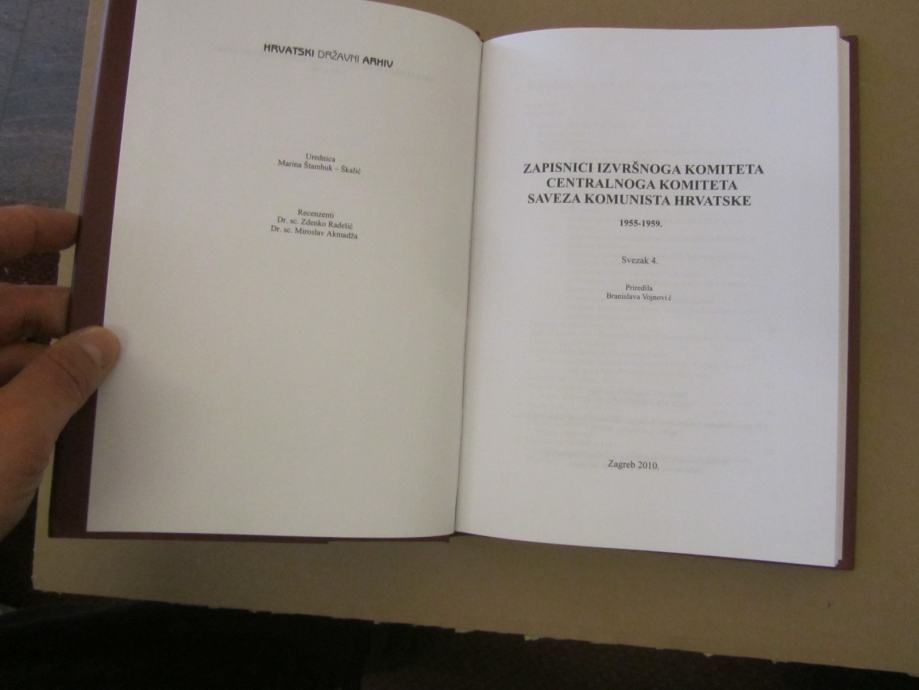 HRVATSKI DRŽAVNI ARHIV
Urednica
Marina Štambuk – Škalić
Recenzenti
Dr. sc. Zdenko Radelić
Dr. sc. Miroslav Akmadža
ZAPISNICI IZVRŠNOGA KOMITETA
CENTRALNOGA KOMITETA
SAVEZA KOMUNISTA HRVATSKE
1955-1959.
Svezak 4.
Priredila
Branislava Vojnović
Zagreb 2010.